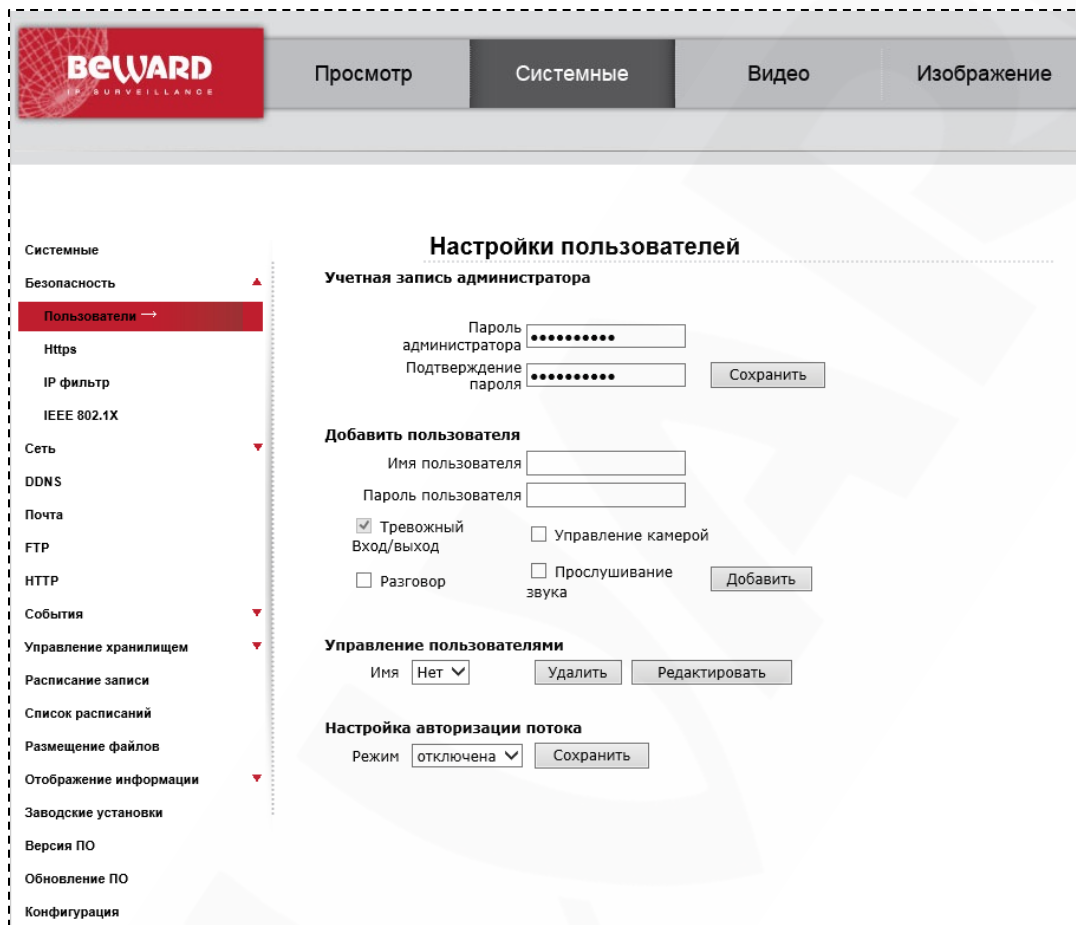 BEWARD
IP SURVEILLANCE
Просмотр
Системные
Видео
Изображение
Системные
Безопасность
Пользователи →
Https
IP фильтр
IEEE 802.1X
Сеть
DDNS
Почта
FTP
HTTP
События
Управление хранилищем
Расписание записи
Список расписаний
Размещение файлов
Отображение информации
Заводские установки
Версия ПО
Обновление ПО
Конфигурация
Настройки пользователей
Учетная запись администратора
Пароль
администратора
••••••••••
Подтверждение
пароля
••••••••••
Сохранить
Добавить пользователя
Имя пользователя
Пароль пользователя
Тревожный
Вход/выход
Управление камерой
Разговор
Прослушивание
звука
Добавить
Управление пользователями
Имя Нет Удалить Редактировать
Настройка авторизации потока
Режим отключена Сохранить